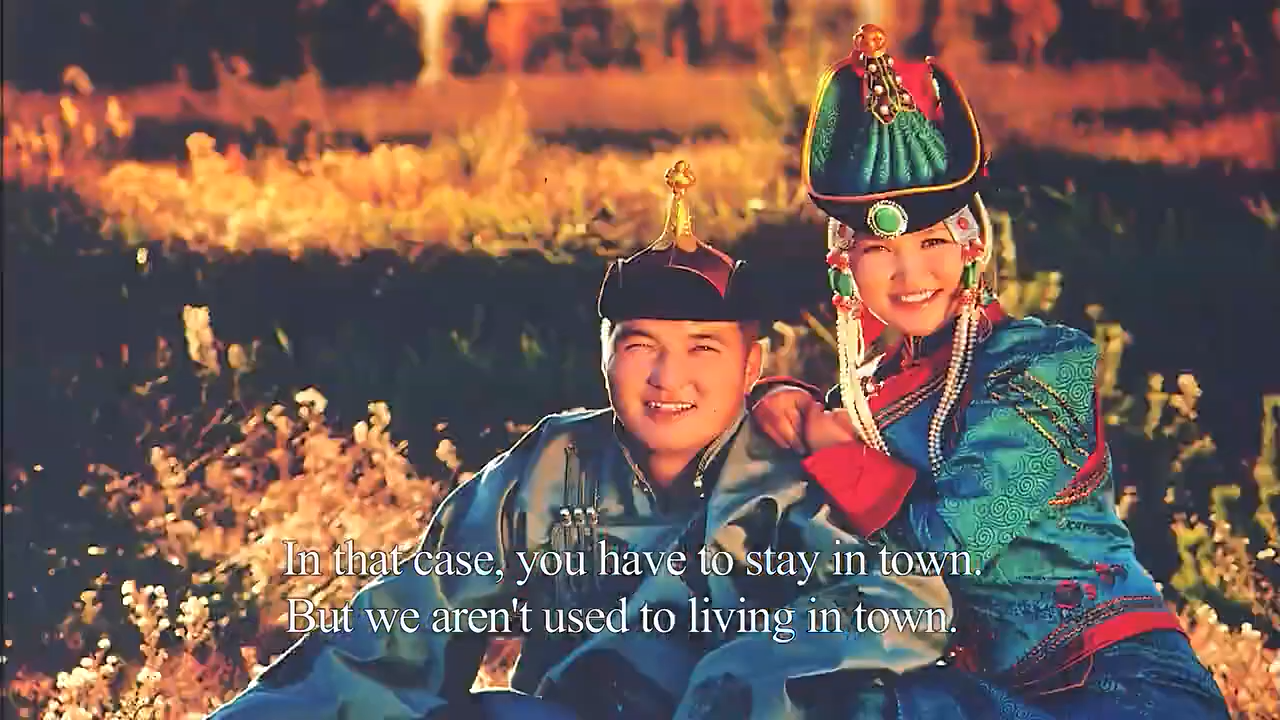 In that case, you have to stay in town.
But we aren't used to living in town.